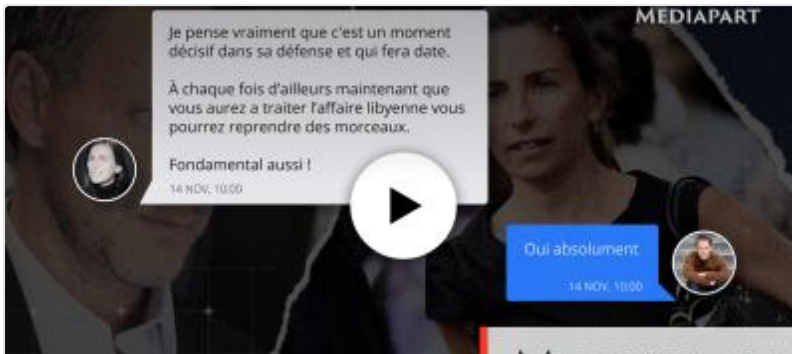 MEDIAPART
Je pense vraiment que c'est un moment
décisif dans sa défense et qui fera date.
À chaque fois d'ailleurs maintenant que
vous aurez a traiter l'affaire libyenne vous
pourrez reprendre des morceaux.
Fondamental aussi !
14 NOV, 10:00
Oui absolument
14 NOV, 10:00